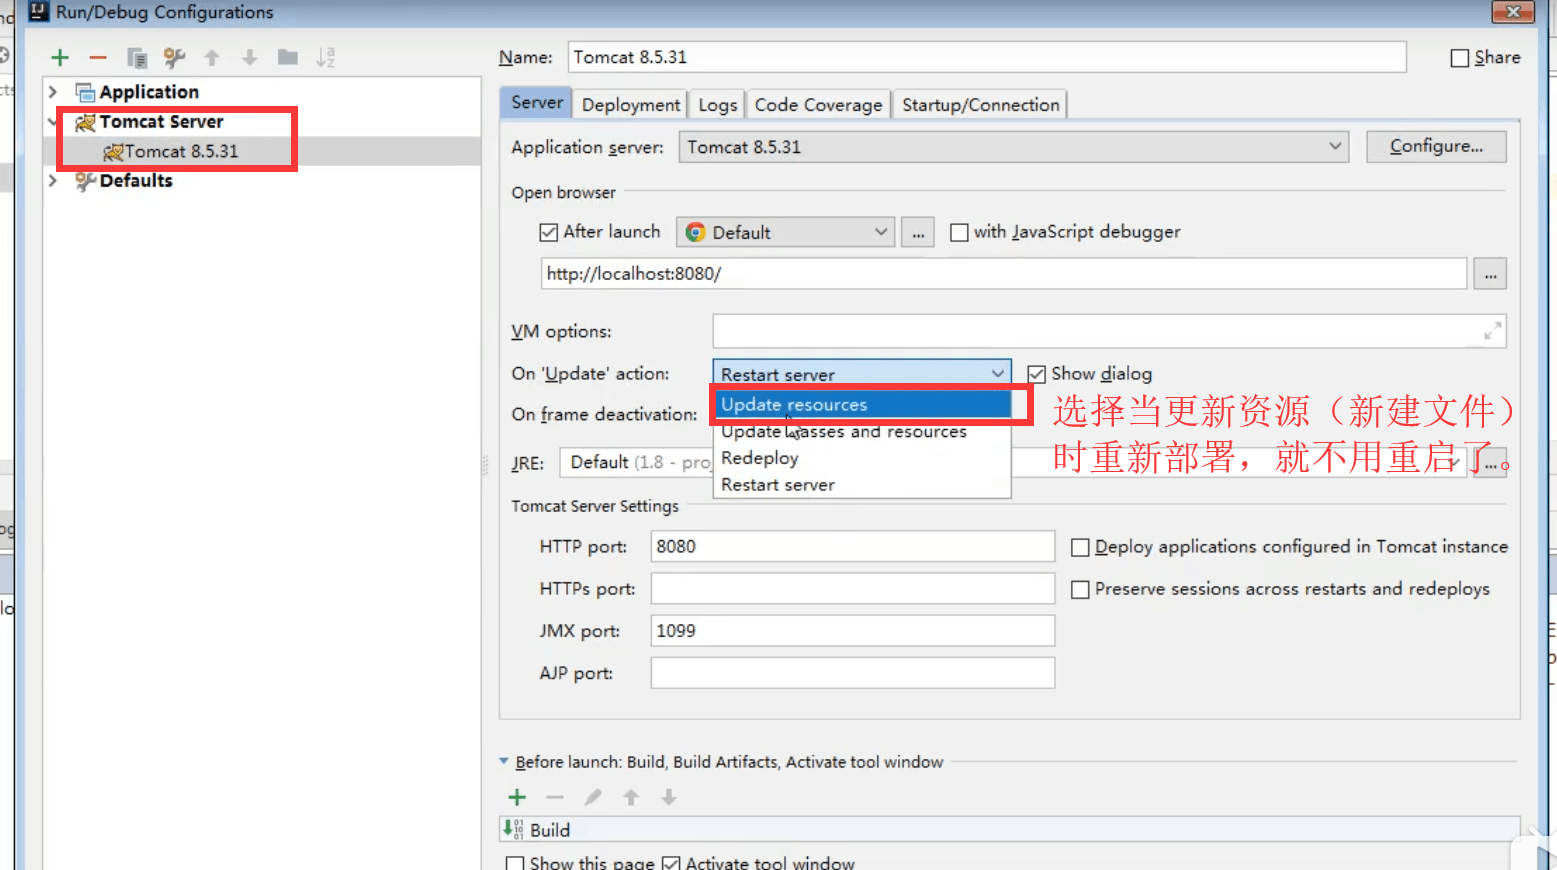 Run/Debug Configurations
Name: Tomcat 8.5.31 Share
Application
Tomcat Server
Tomcat 8.5.31
Defaults
Server Deployment Logs Code Coverage Startup/Connection
Application server: Tomcat 8.5.31 Configure...
Open browser
After launch Default ... with JavaScript debugger
http://localhost:8080/ ...
VM options:
On 'Update' action: Restart server Show dialog
Update resources
On frame deactivation:
Update classes and resources
Redeploy
Restart server
选择当更新资源（新建文件）
时重新部署，就不用重启了。
JRE: Default (1.8 - proj ...
Tomcat Server Settings
HTTP port: 8080 Deploy applications configured in Tomcat instance
HTTPs port: Preserve sessions across restarts and redeploys
JMX port: 1099
AJP port:
Before launch: Build, Build Artifacts, Activate tool window
Build
Show this page Activate tool window